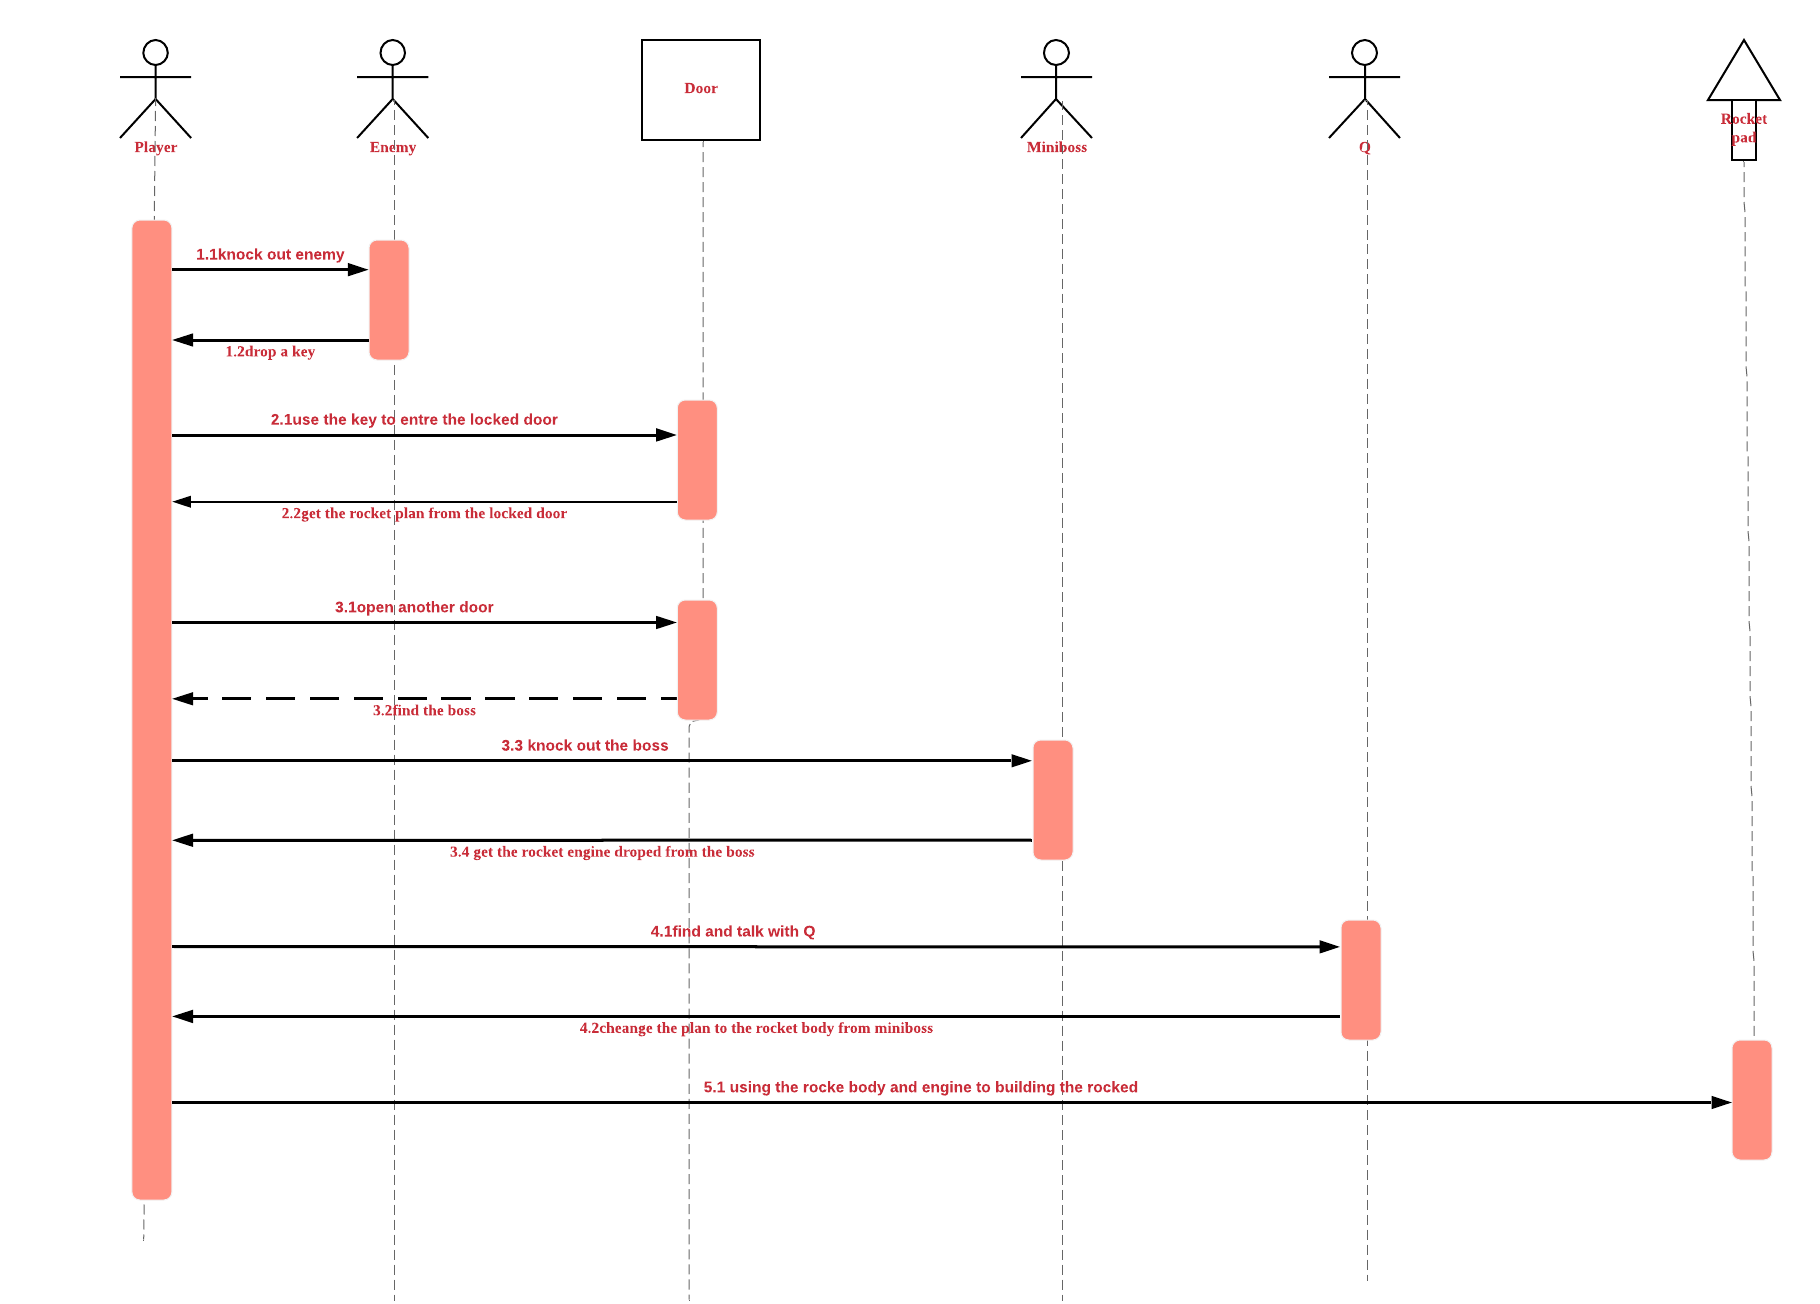 Door
Rocket
pad
Player
Enemy
Miniboss
Q
1.1knock out enemy
1.2drop a key
2.1use the key to entre the locked door
2.2get the rocket plan from the locked door
3.1open another door
3.2find the boss
3.3 knock out the boss
3.4 get the rocket engine droped from the boss
4.1find and talk with Q
4.2cheange the plan to the rocket body from miniboss
5.1 using the rocke body and engine to building the rocked